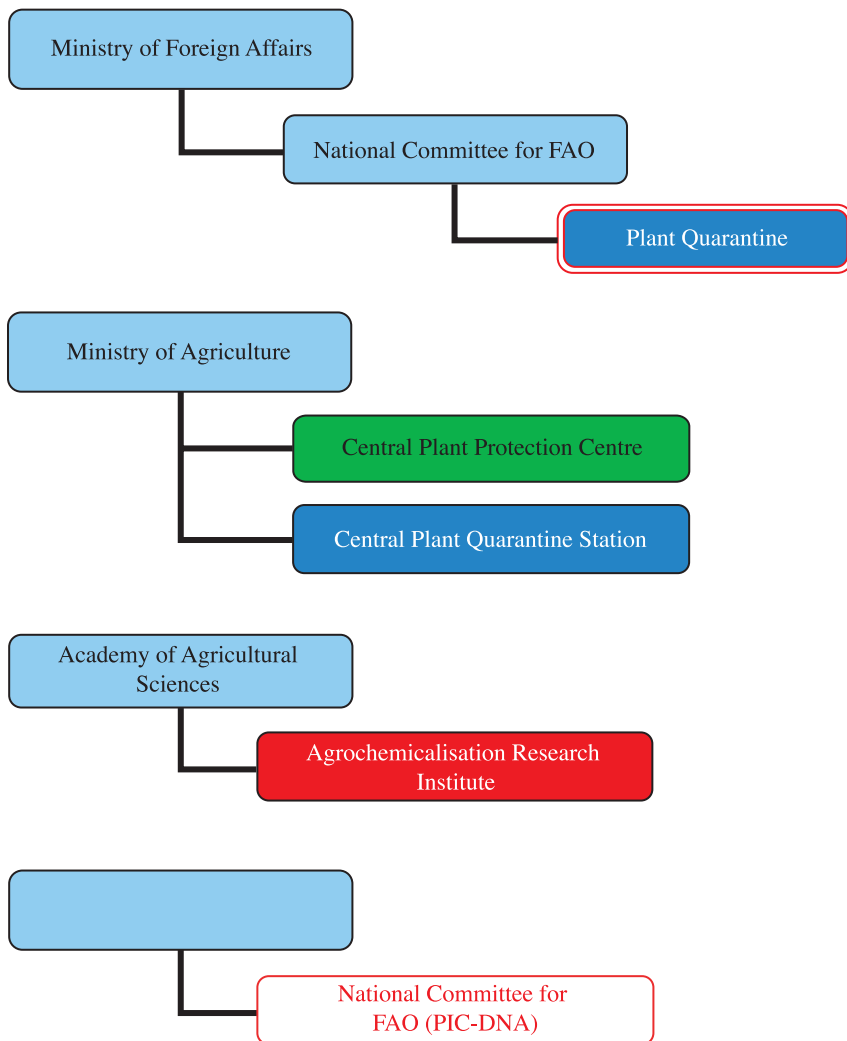 Ministry of Foreign Affairs
National Committee for FAO
Plant Quarantine
Ministry of Agriculture
Central Plant Protection Centre
Central Plant Quarantine Station
Academy of Agricultural
Sciences
Agrochemicalisation Research
Institute
National Committee for
FAO (PIC-DNA)